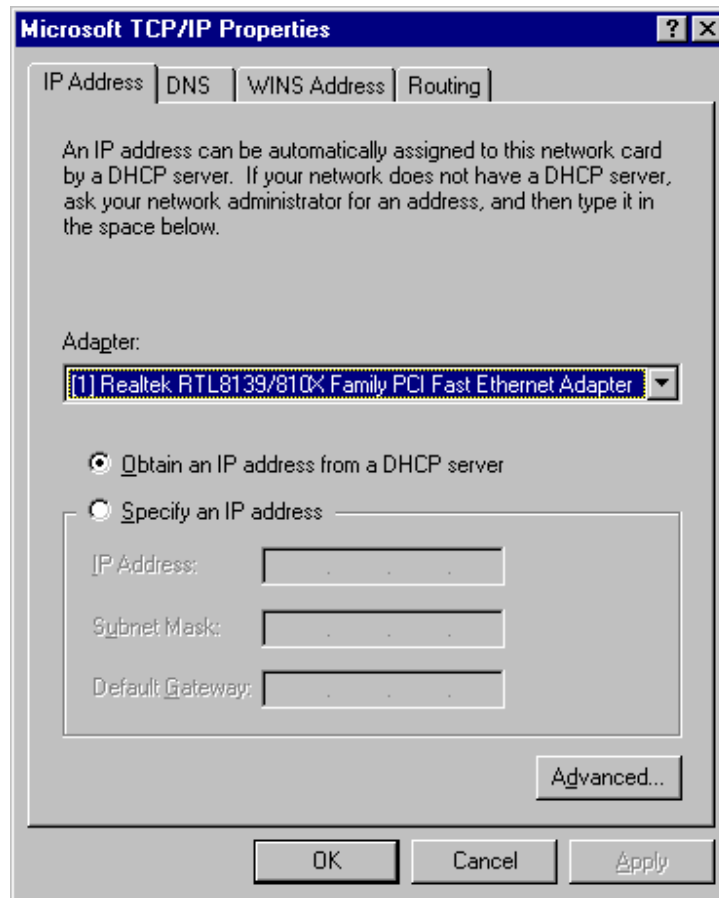 Microsoft TCP/IP Properties
IP Address DNS WINS Address Routing
An IP address can be automatically assigned to this network card
by a DHCP server. If your network does not have a DHCP server,
ask your network administrator for an address, and then type it in
the space below.
Adapter:
[1] Realtek RTL8139/810X Family PCI Fast Ethernet Adapter
Obtain an IP address from a DHCP server
Specify an IP address
IP Address:
Subnet Mask:
Default Gateway:
Advanced...
OK Cancel Apply